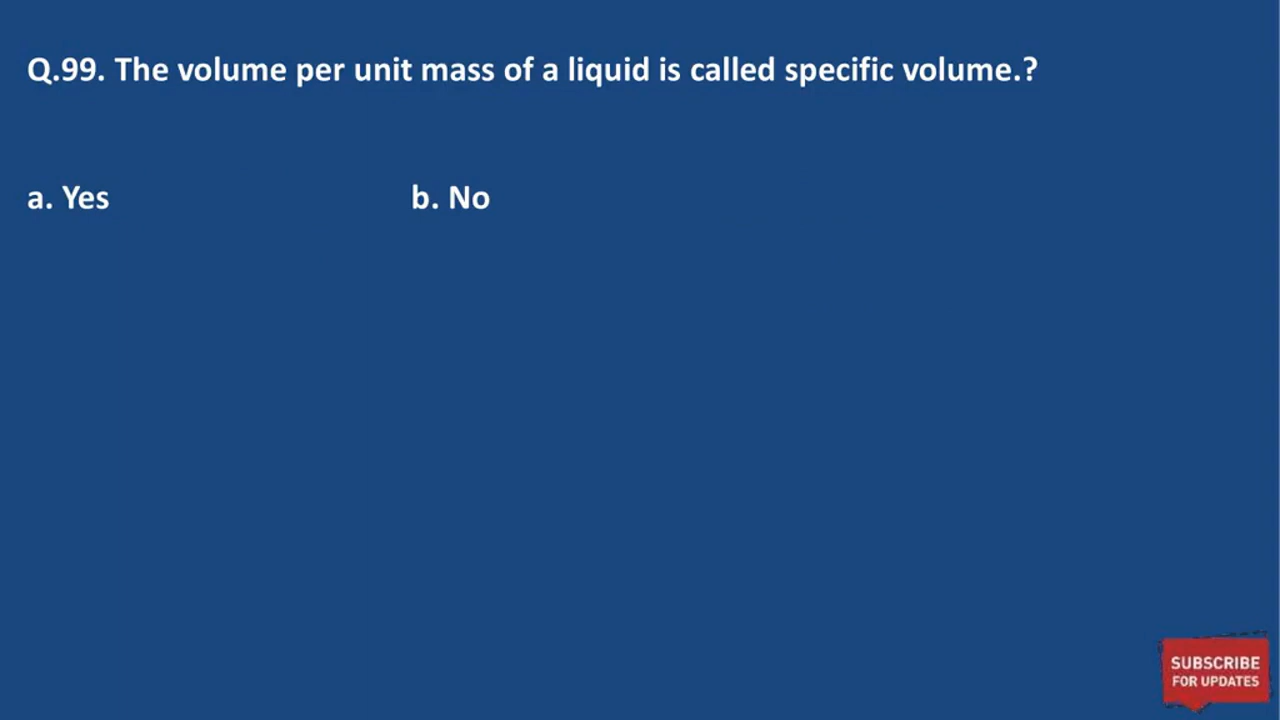 Q.99. The volume per unit mass of a liquid is called specific volume.?
a. Yes b. No
SUBSCRIBE
FOR UPDATES